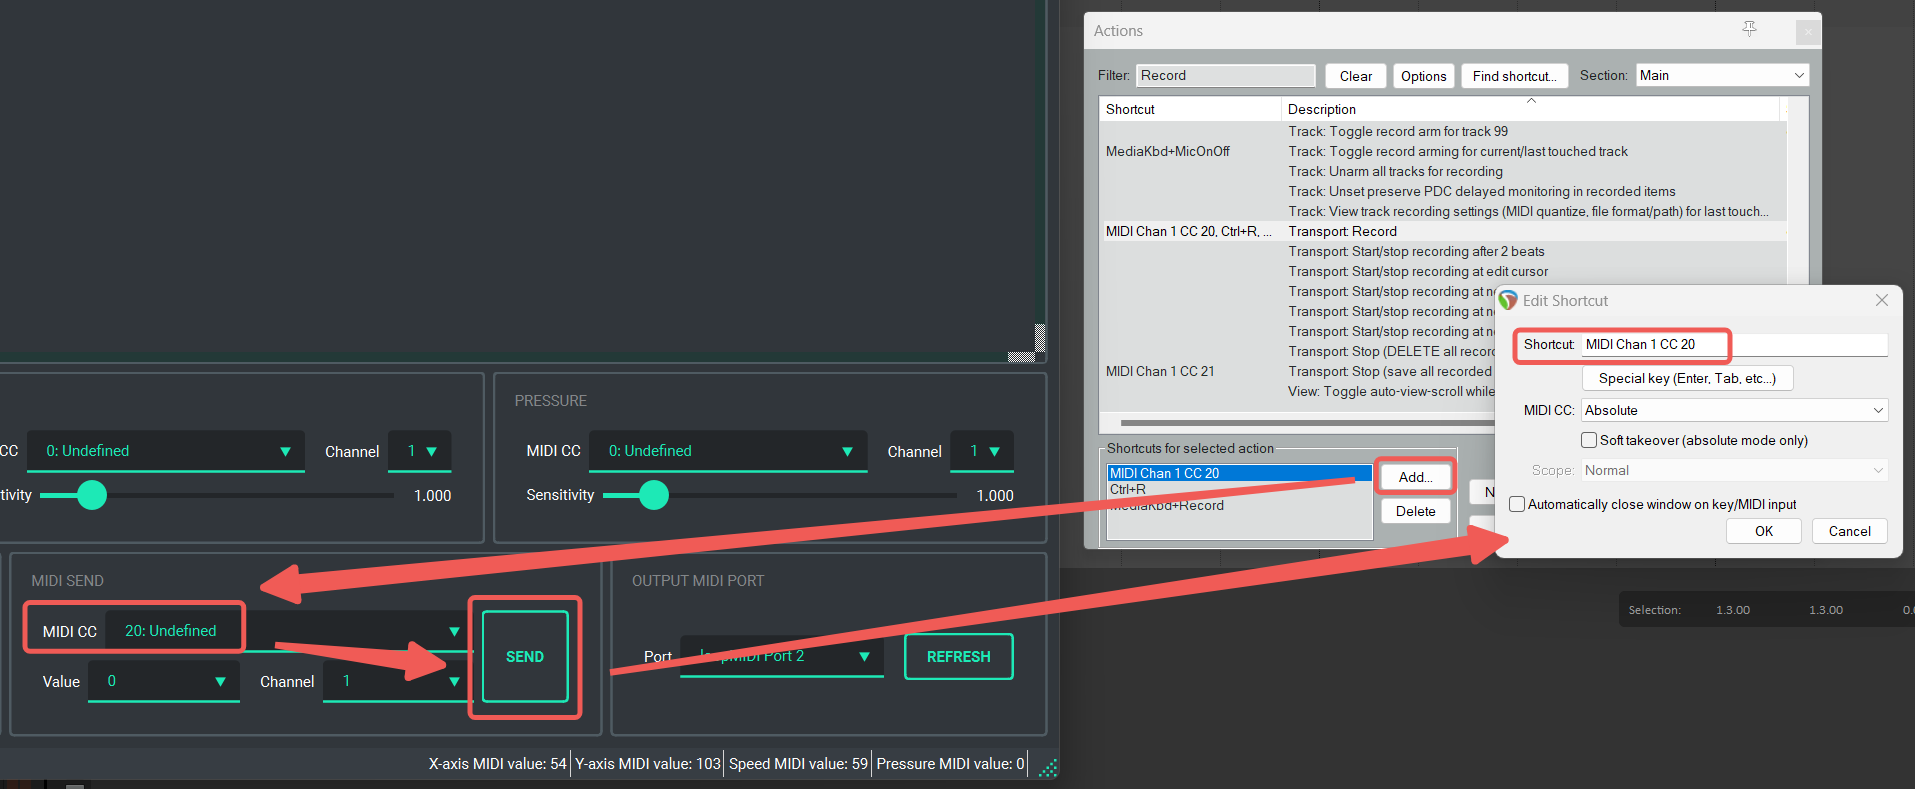 CC
0: Undefined
Channel
1
tivity
1.000
PRESSURE
MIDI CC
0: Undefined
Channel
1
Sensitivity
1.000
MIDI SEND
MIDI CC
20: Undefined
Value
0
Channel
1
SEND
OUTPUT MIDI PORT
Port
Port 2
REFRESH
X-axis MIDI value: 54
Y-axis MIDI value: 103
Speed MIDI value: 59
Pressure MIDI value: 0
Actions
Filter:
Record
Clear
Options
Find shortcut...
Section:
Main
Shortcut
Description
Track: Toggle record arm for track 99
MediaKbd+MicOnOff
Track: Toggle record arming for current/last touched track
Track: Unarm all tracks for recording
Track: Unset preserve PDC delayed monitoring in recorded items
Track: View track recording settings (MIDI quantize, file format/path) for last touch...
MIDI Chan 1 CC 20, Ctrl+R, ...
Transport: Record
Transport: Start/stop recording after 2 beats
Transport: Start/stop recording at edit cursor
Transport: Start/stop recording at n
Transport: Start/stop recording at n
Transport: Start/stop recording at n
Transport: Stop (DELETE all record
MIDI Chan 1 CC 21
Transport: Stop (save all recorded
View: Toggle auto-view-scroll while
Shortcuts for selected action
MIDI Chan 1 CC 20
Ctrl+R
MediaKbd+Record
Add...
Delete
N
Edit Shortcut
Shortcut:
MIDI Chan 1 CC 20
Special key (Enter, Tab, etc...)
MIDI CC:
Absolute
Soft takeover (absolute mode only)
Scope:
Normal
Automatically close window on key/MIDI input
OK
Cancel
Selection:
1.3.00
1.3.00
0.